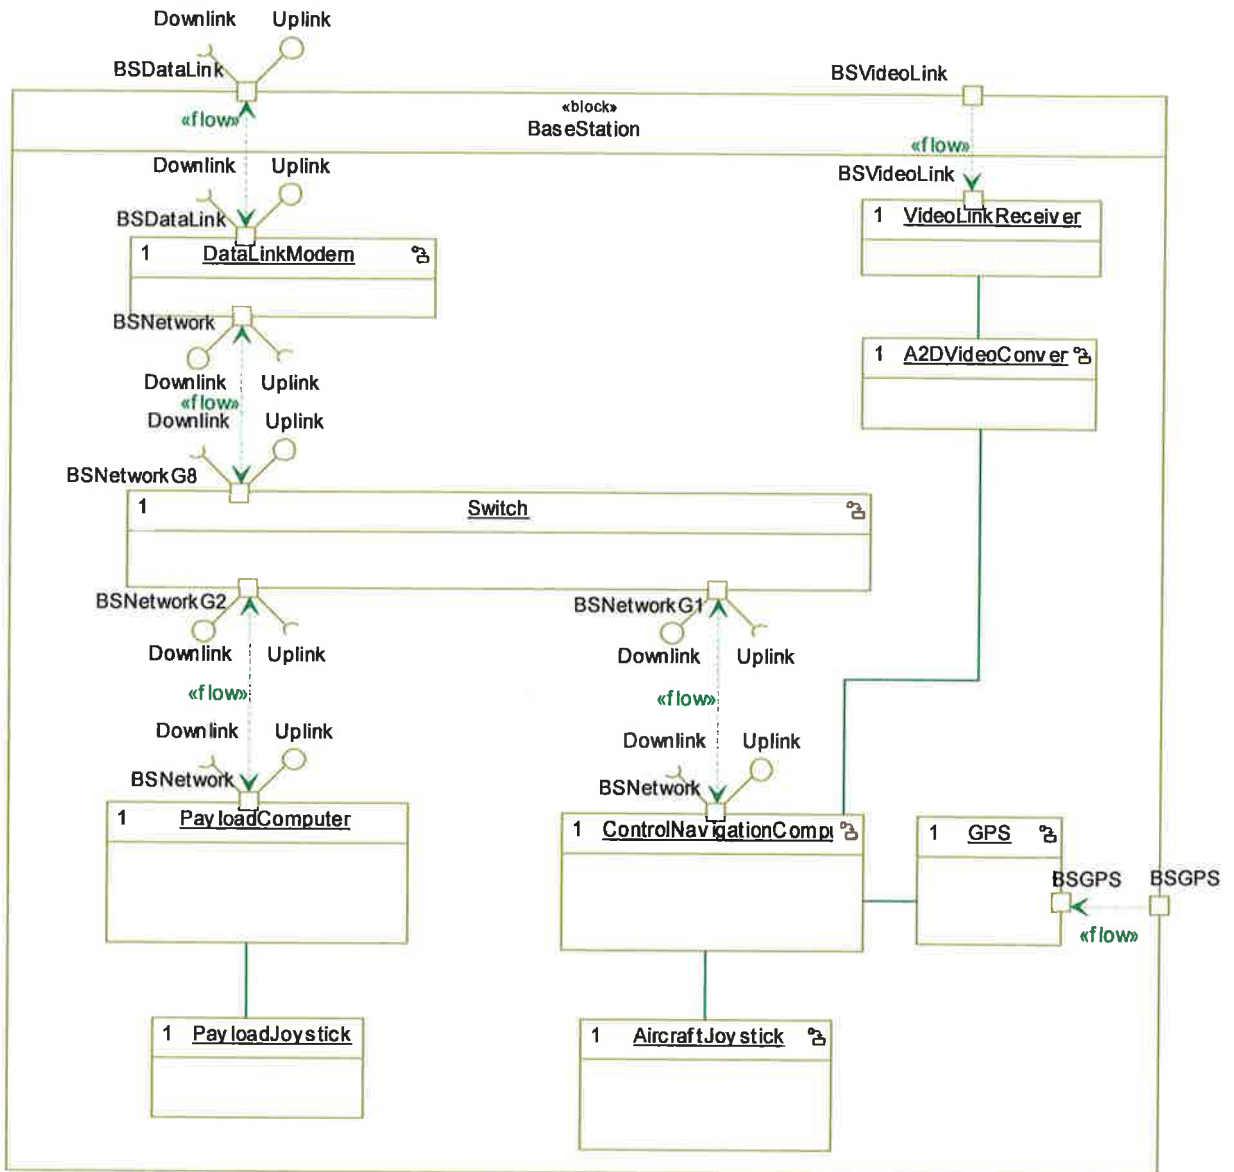 Downlink Uplink
BSDataLink
BSVideoLink
«block»
BaseStation
«flow»
«flow»
Downlink Uplink
BSVideoLink
BSDataLink
1 VideoLinkReceiver
1 DataLinkModem
BSNetwork
1 A2DVideoConver
Downlink Uplink
«flow»
Downlink Uplink
BSNetworkG8
1 Switch
BSNetworkG2
BSNetworkG1
Downlink Uplink
Downlink Uplink
«flow»
«flow»
Downlink Uplink
Downlink Uplink
BSNetwork
BSNetwork
1 PayloadComputer
1 ControlNavigationCompu
1 GPS
BSGPS
BSGPS
«flow»
1 PayloadJoystick
1 AircraftJoystick